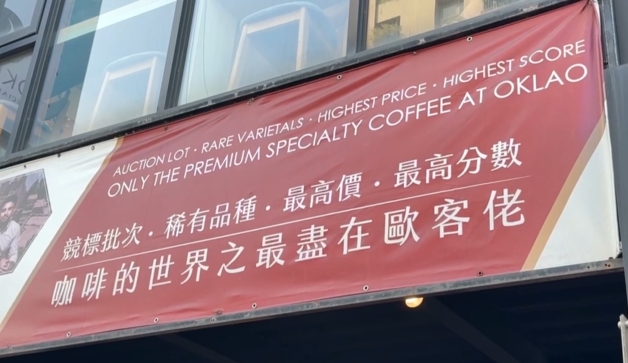 AUCTION LOT · RARE VARIETALS · HIGHEST PRICE · HIGHEST SCORE
ONLY THE PREMIUM SPECIALTY COFFEE AT OKLAO
競標批次 · 稀有品種 · 最高價 · 最高分數
咖啡的世界之最盡在歐客佬